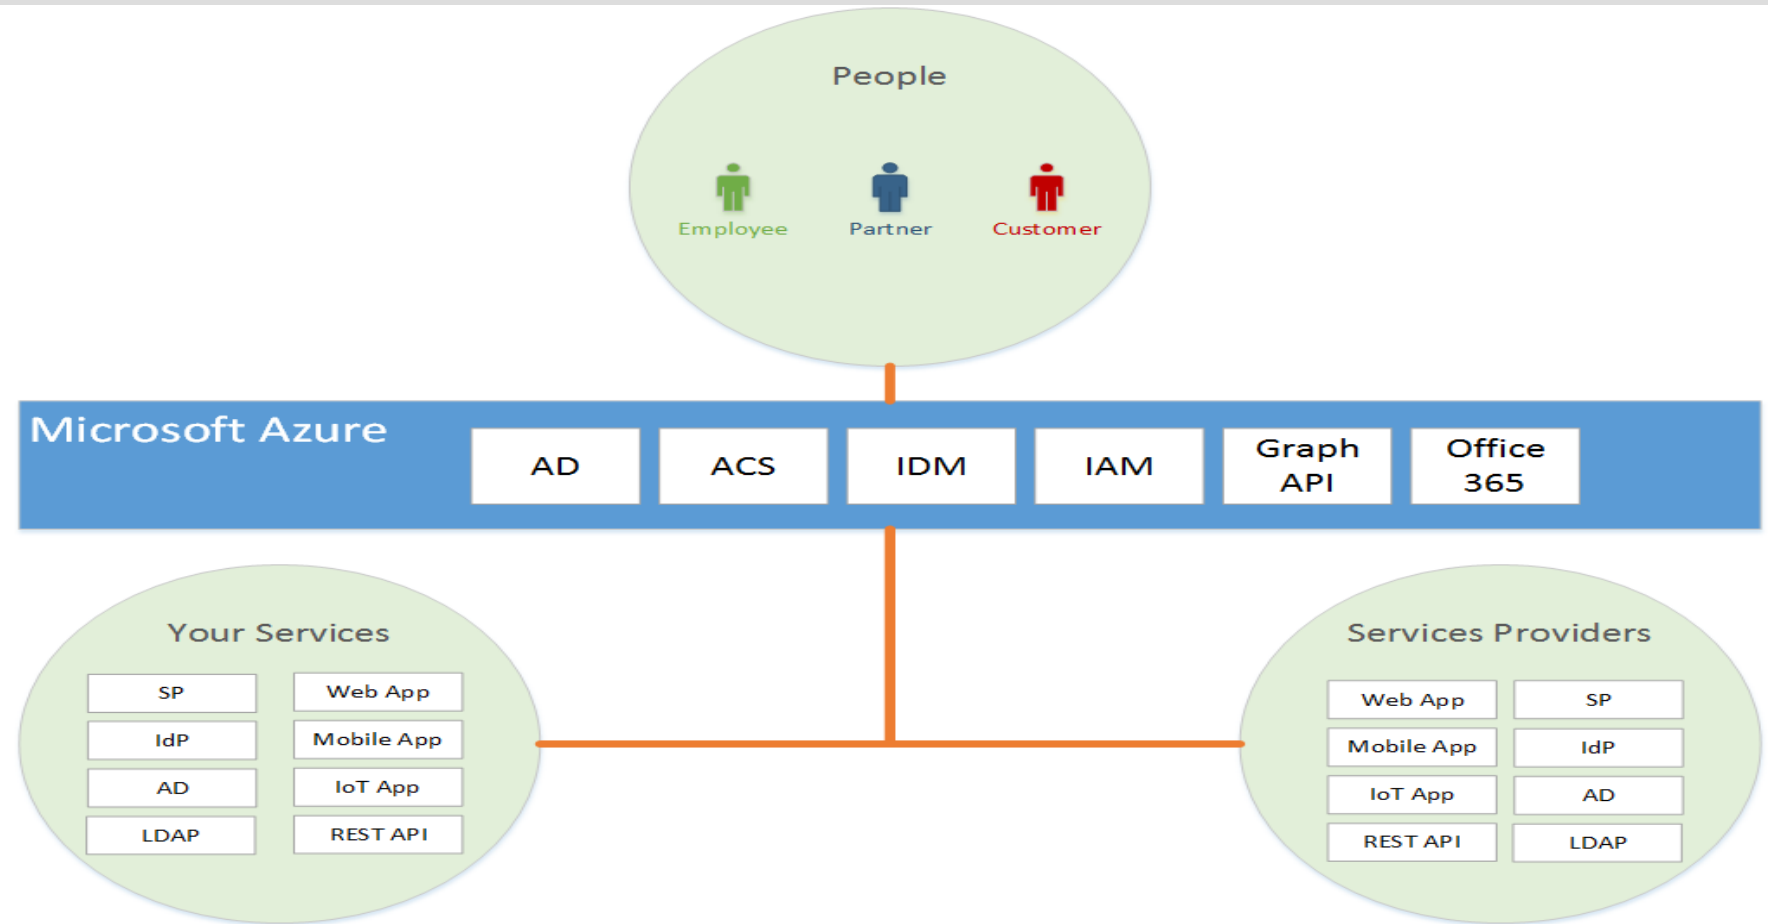 People
Employee
Partner
Customer
Microsoft Azure
AD
ACS
IDM
IAM
Graph
API
Office
365
Your Services
SP
Web App
IdP
Mobile App
AD
IoT App
LDAP
REST API
Services Providers
Web App
SP
Mobile App
IdP
IoT App
AD
REST API
LDAP